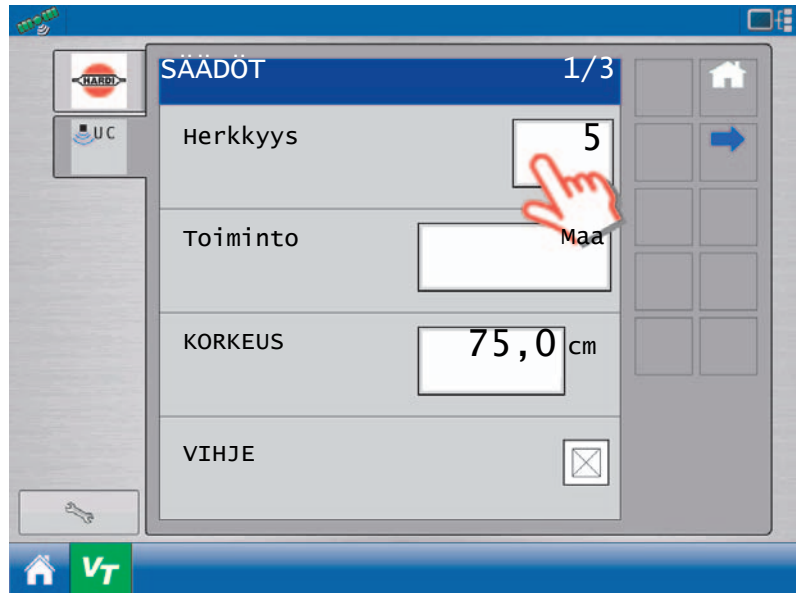 HARDI
UC
SÄÄDÖT 1/3
Herkkyys 5
Toiminto Maa
KORKEUS 75,0 cm
VIHJE
VT